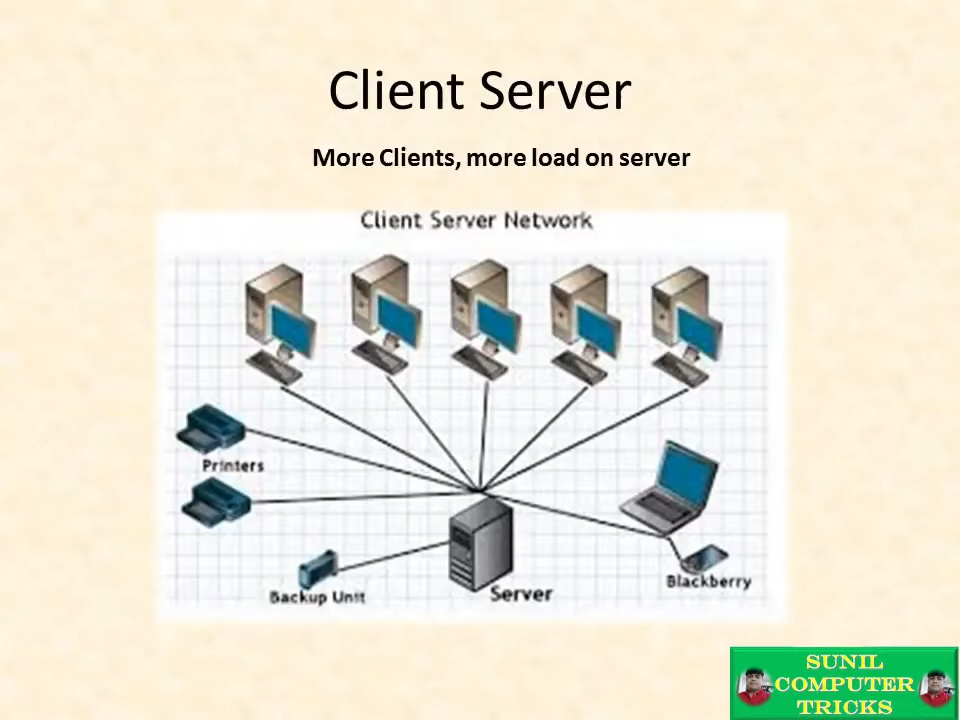 Client Server
More Clients, more load on server
Client Server Network
Printers
Backup Unit
Server
Blackberry
SUNIL
COMPUTER
TRICKS